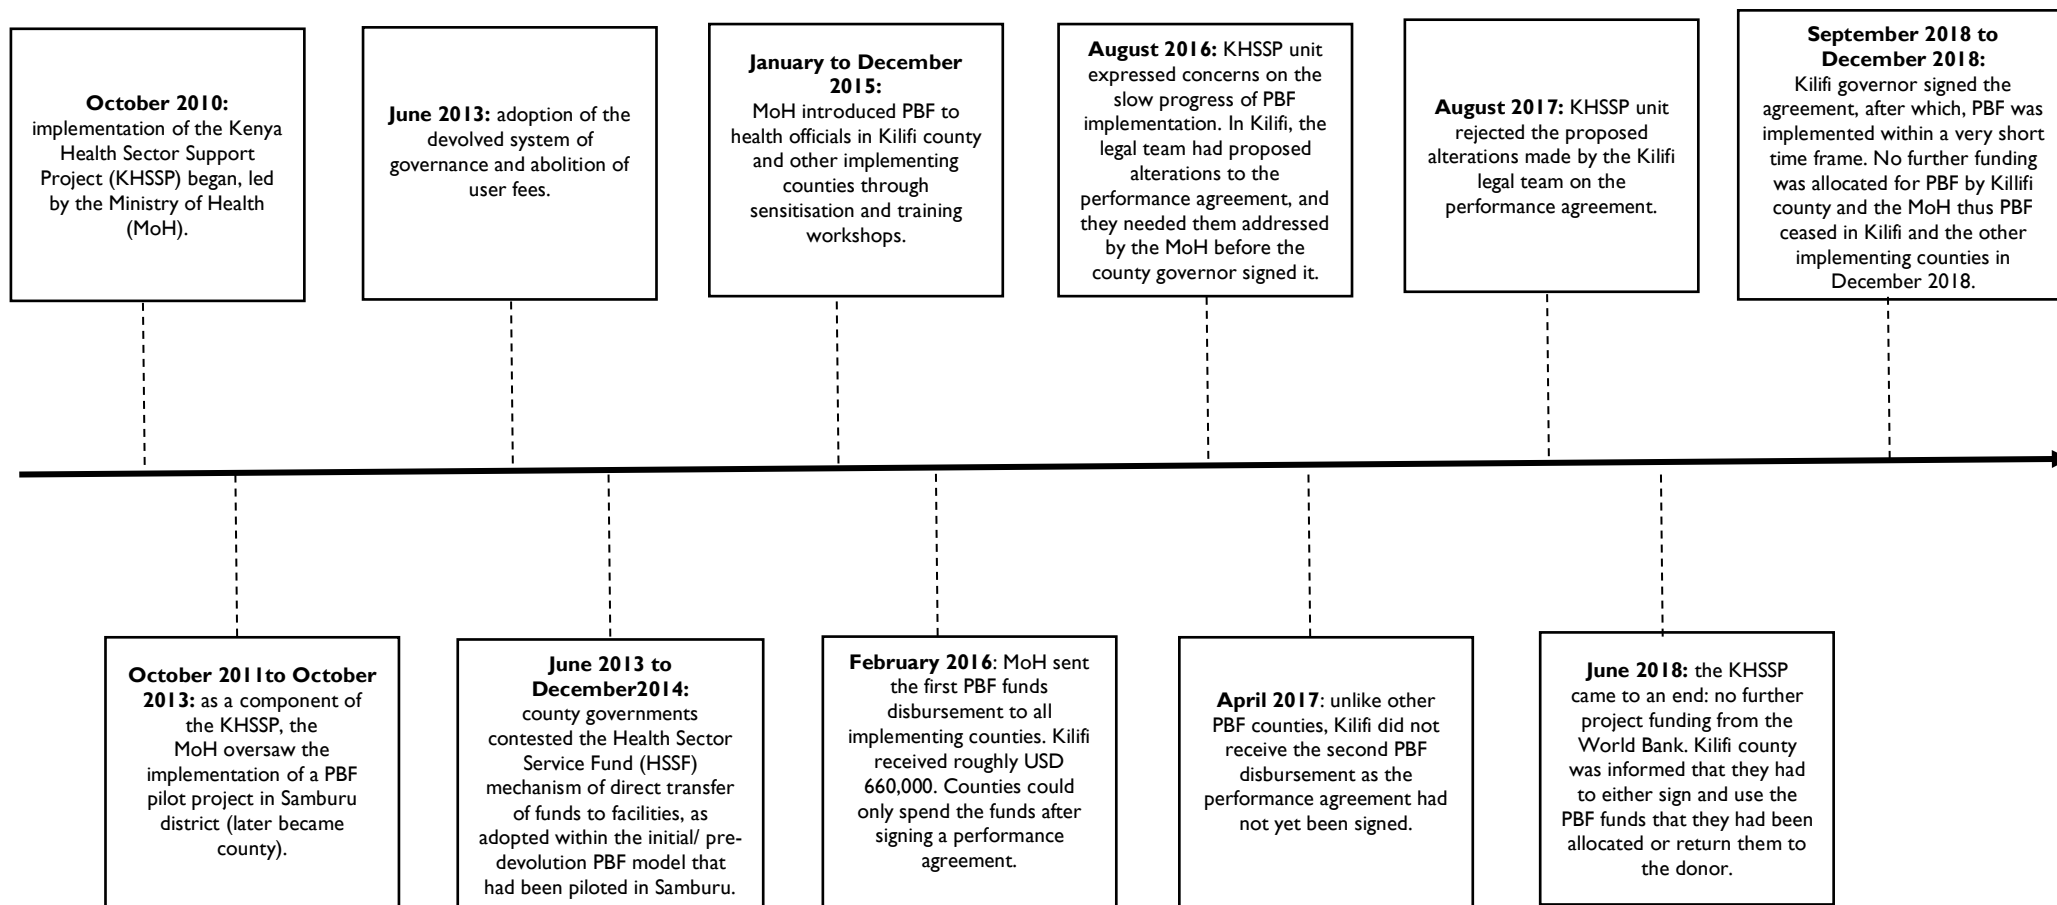 October 2010:
implementation of the Kenya
Health Sector Support
Project (KHSSP) began, led
by the Ministry of Health
(MoH).
June 2013: adoption of the
devolved system of
governance and abolition of
user fees.
January to December
2015:
MoH introduced PBF to
health officials in Kilifi county
and other implementing
counties through
sensitisation and training
workshops.
August 2016: KHSSP unit
expressed concerns on the
slow progress of PBF
implementation. In Kilifi, the
legal team had proposed
alterations to the
performance agreement, and
they needed them addressed
by the MoH before the
county governor signed it.
August 2017: KHSSP unit
rejected the proposed
alterations made by the Kilifi
legal team on the
performance agreement.
September 2018 to
December 2018:
Kilifi governor signed the
agreement, after which, PBF was
implemented within a very short
time frame. No further funding
was allocated for PBF by Killifi
county and the MoH thus PBF
ceased in Kilifi and the other
implementing counties in
December 2018.
October 2011to October
2013: as a component of
the KHSSP, the
MoH oversaw the
implementation of a PBF
pilot project in Samburu
district (later became
county).
June 2013 to
December2014:
county governments
contested the Health Sector
Service Fund (HSSF)
mechanism of direct transfer
of funds to facilities, as
adopted within the initial/ pre-
devolution PBF model that
had been piloted in Samburu.
February 2016: MoH sent
the first PBF funds
disbursement to all
implementing counties. Kilifi
received roughly USD
660,000. Counties could
only spend the funds after
signing a performance
agreement.
April 2017: unlike other
PBF counties, Kilifi did not
receive the second PBF
disbursement as the
performance agreement had
not yet been signed.
June 2018: the KHSSP
came to an end: no further
project funding from the
World Bank. Kilifi county
was informed that they had
to either sign and use the
PBF funds that they had been
allocated or return them to
the donor.